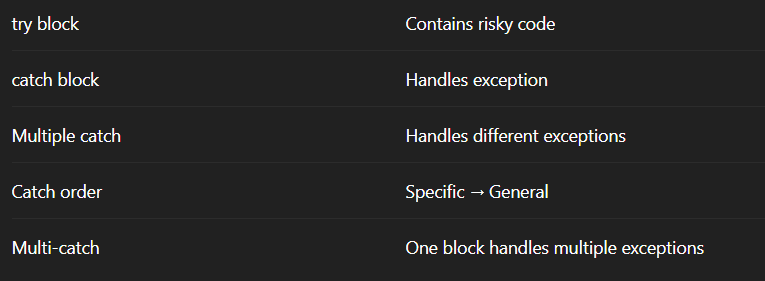 try block Contains risky code
catch block Handles exception
Multiple catch Handles different exceptions
Catch order Specific → General
Multi-catch One block handles multiple exceptions